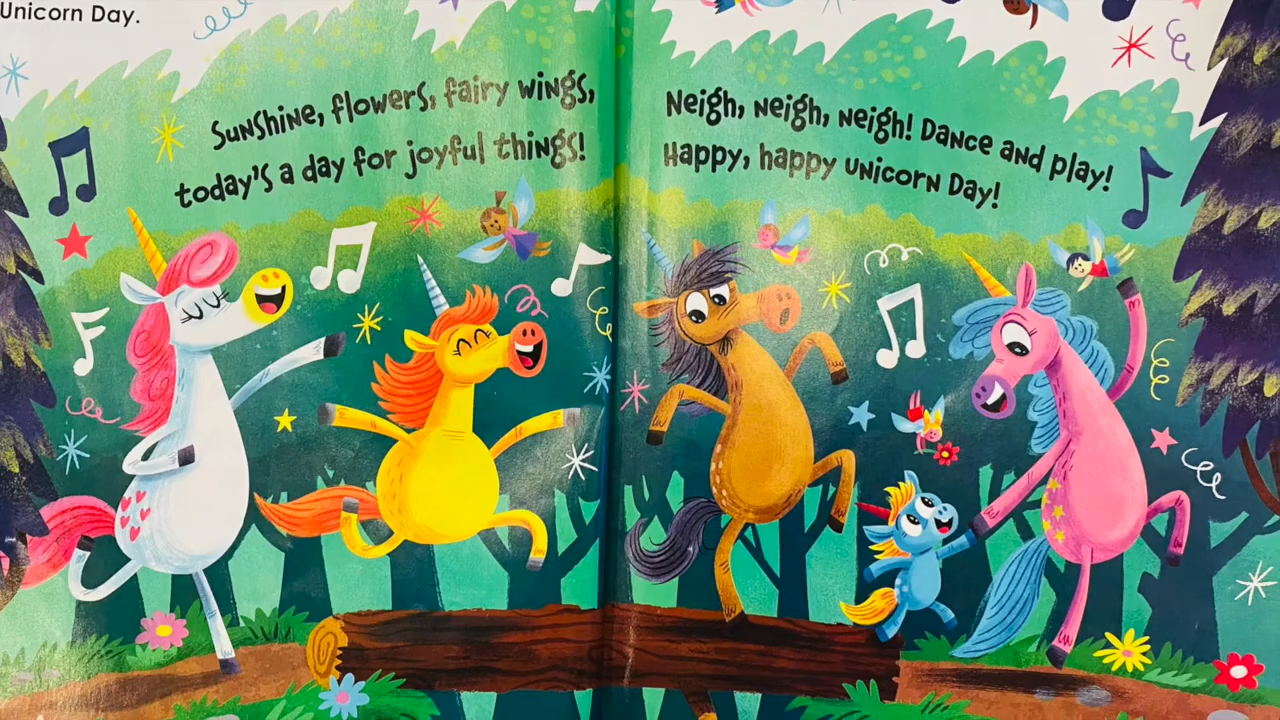 Unicorn Day.
Sunshine, flowers, fairy wings,
today's a day for joyful things!
Neigh, neigh, neigh! Dance and play!
Happy, happy Unicorn Day!